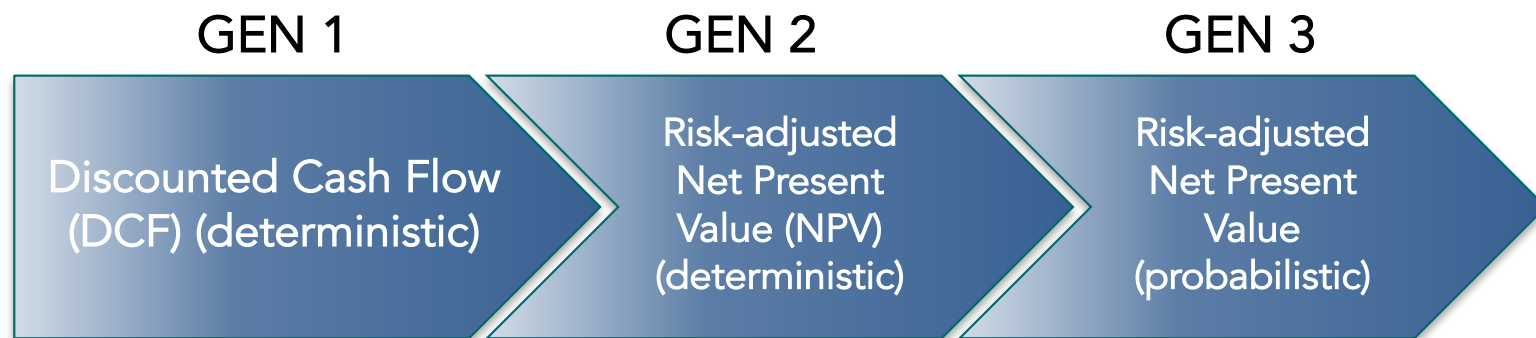 GEN 1
Discounted Cash Flow
(DCF) (deterministic)
GEN 2
Risk-adjusted
Net Present
Value (NPV)
(deterministic)
GEN 3
Risk-adjusted
Net Present
Value
(probabilistic)